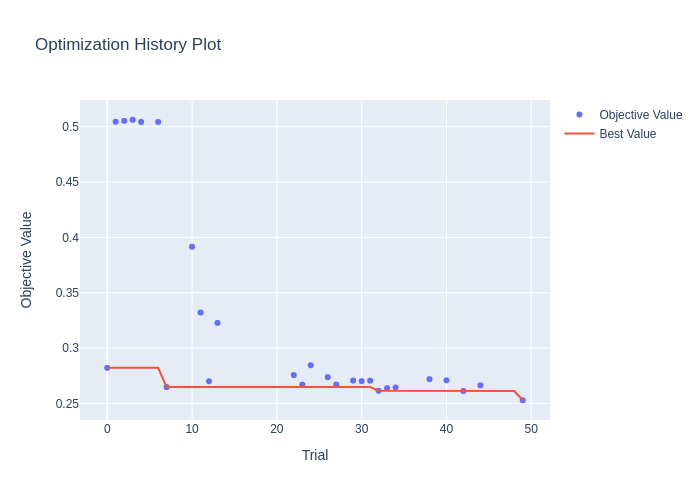 Optimization History Plot
Objective Value
Best Value
0.5
0.45
0.4
0.35
0.3
0.25
Objective Value
0 10 20 30 40 50
Trial